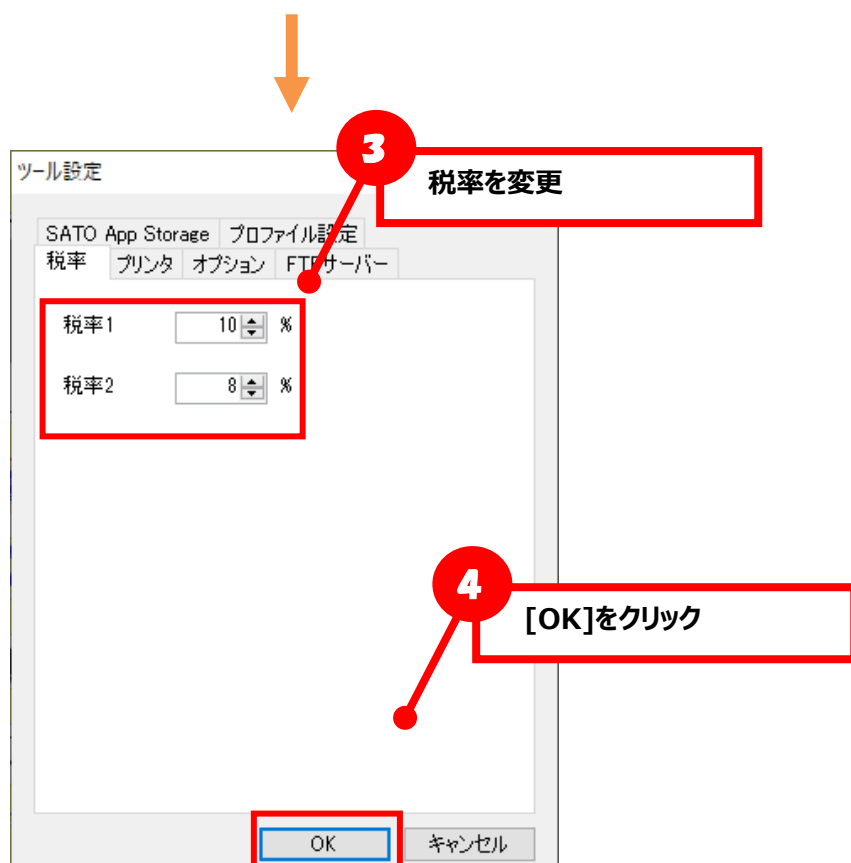 3
税率を変更
ツール設定
SATO App Storage プロファイル設定
税率 プリンタ オプション FTPサーバー
税率1 10 %
税率2 8 %
4
[OK]をクリック
OK キャンセル